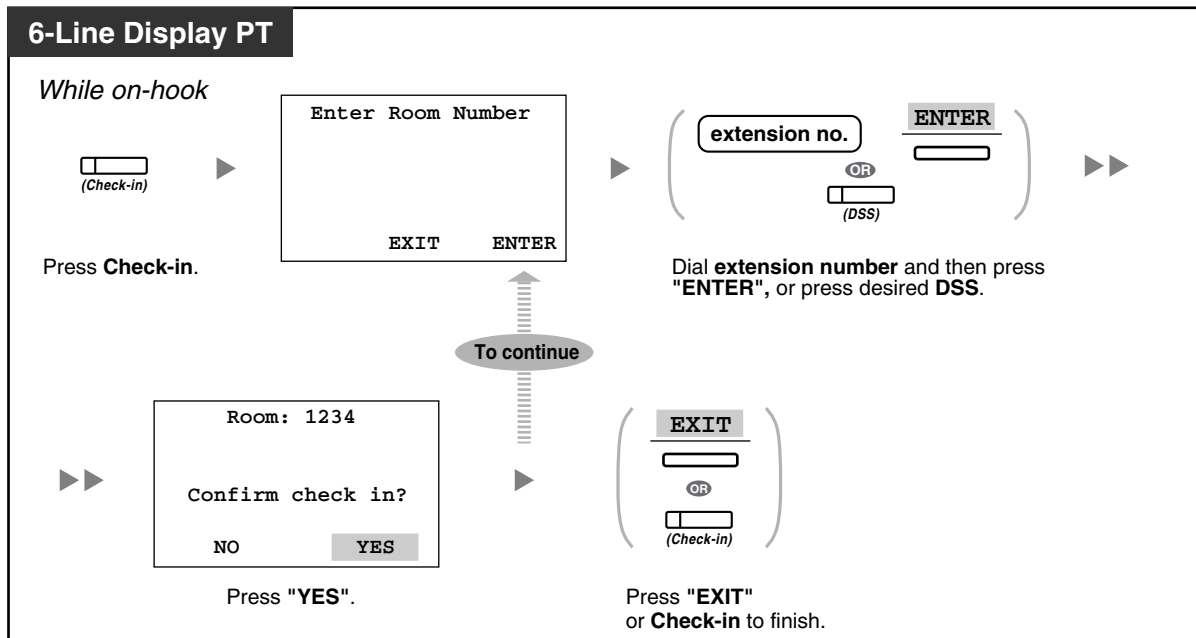 6-Line Display PT
While on-hook
(Check-in)
Press Check-in.
Enter Room Number
EXIT ENTER
extension no.
ENTER
OR
(DSS)
Dial extension number and then press
"ENTER", or press desired DSS.
To continue
Room: 1234
Confirm check in?
NO YES
Press "YES".
EXIT
OR
(Check-in)
Press "EXIT"
or Check-in to finish.